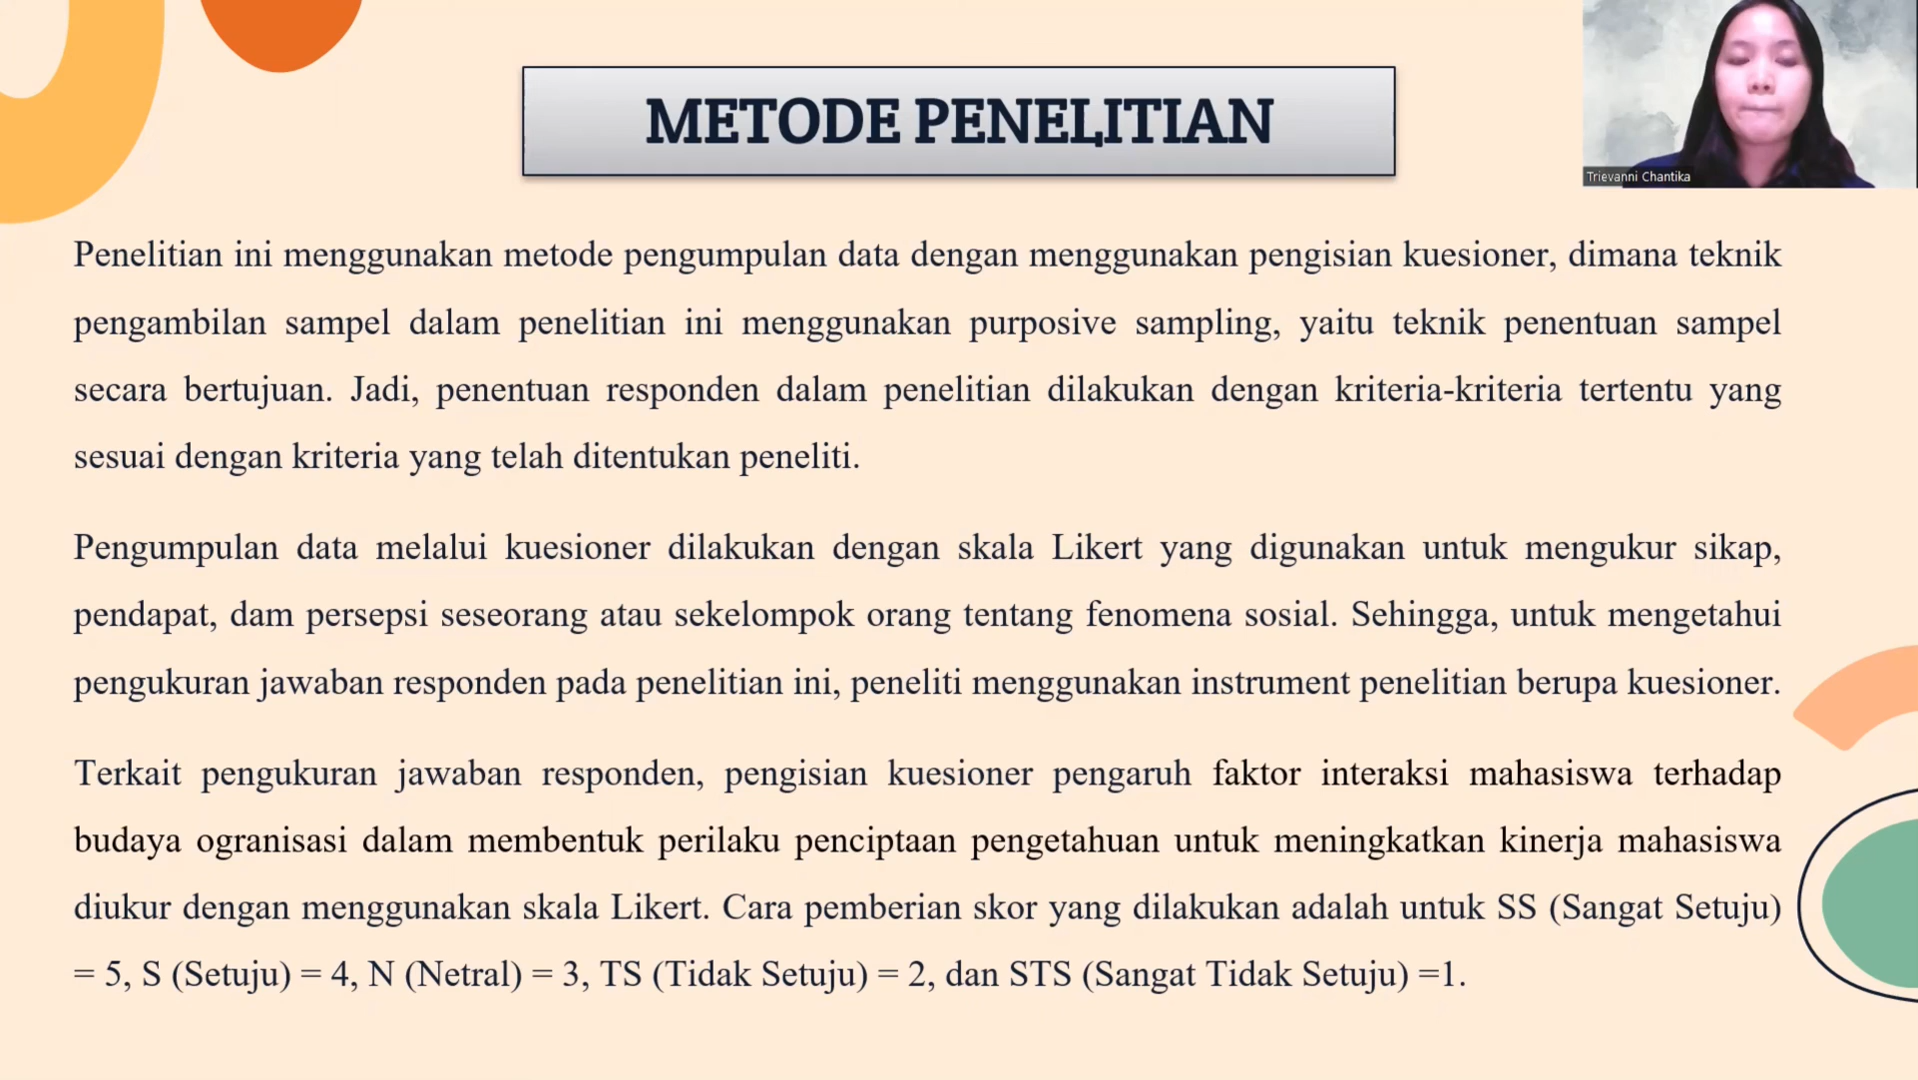 METODE PENELITIAN
Trievanni Chantika
Penelitian ini menggunakan metode pengumpulan data dengan menggunakan pengisian kuesioner, dimana teknik
pengambilan sampel dalam penelitian ini menggunakan purposive sampling, yaitu teknik penentuan sampel
secara bertujuan. Jadi, penentuan responden dalam penelitian dilakukan dengan kriteria-kriteria tertentu yang
sesuai dengan kriteria yang telah ditentukan peneliti.
Pengumpulan data melalui kuesioner dilakukan dengan skala Likert yang digunakan untuk mengukur sikap,
pendapat, dam persepsi seseorang atau sekelompok orang tentang fenomena sosial. Sehingga, untuk mengetahui
pengukuran jawaban responden pada penelitian ini, peneliti menggunakan instrument penelitian berupa kuesioner.
Terkait pengukuran jawaban responden, pengisian kuesioner pengaruh faktor interaksi mahasiswa terhadap
budaya ogranisasi dalam membentuk perilaku penciptaan pengetahuan untuk meningkatkan kinerja mahasiswa
diukur dengan menggunakan skala Likert. Cara pemberian skor yang dilakukan adalah untuk SS (Sangat Setuju)
= 5, S (Setuju) = 4, N (Netral) = 3, TS (Tidak Setuju) = 2, dan STS (Sangat Tidak Setuju) =1.